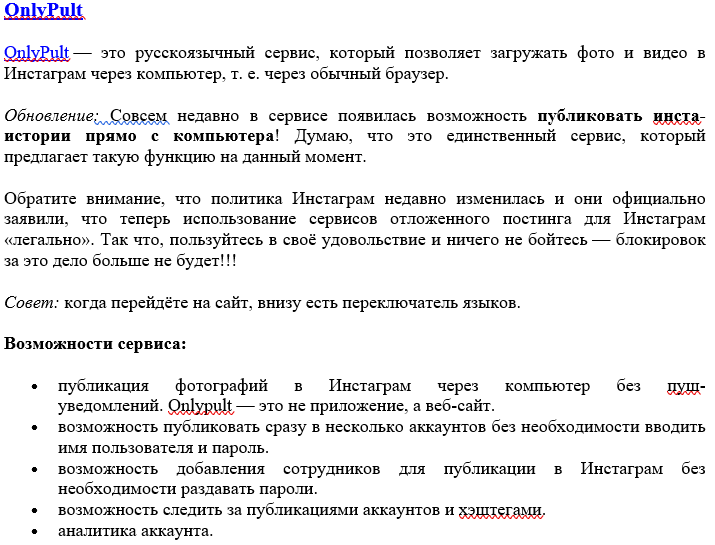 OnlyPult
OnlyPult — это русскоязычный сервис, который позволяет загружать фото и видео в
Инстаграм через компьютер, т. е. через обычный браузер.
Обновление: Совсем недавно в сервисе появилась возможность публиковать инста-
истории прямо с компьютера! Думаю, что это единственный сервис, который
предлагает такую функцию на данный момент.
Обратите внимание, что политика Инстаграм недавно изменилась и они официально
заявили, что теперь использование сервисов отложенного постинга для Инстаграм
«легально». Так что, пользуйтесь в своё удовольствие и ничего не бойтесь — блокировок
за это дело больше не будет!!!
Совет: когда перейдёте на сайт, внизу есть переключатель языков.
Возможности сервиса:
• публикация фотографий в Инстаграм через компьютер без пуш-
уведомлений. Onlypult — это не приложение, а веб-сайт.
• возможность публиковать сразу в несколько аккаунтов без необходимости вводить
имя пользователя и пароль.
• возможность добавления сотрудников для публикации в Инстаграм без
необходимости раздавать пароли.
• возможность следить за публикациями аккаунтов и хэштегами.
• аналитика аккаунта.